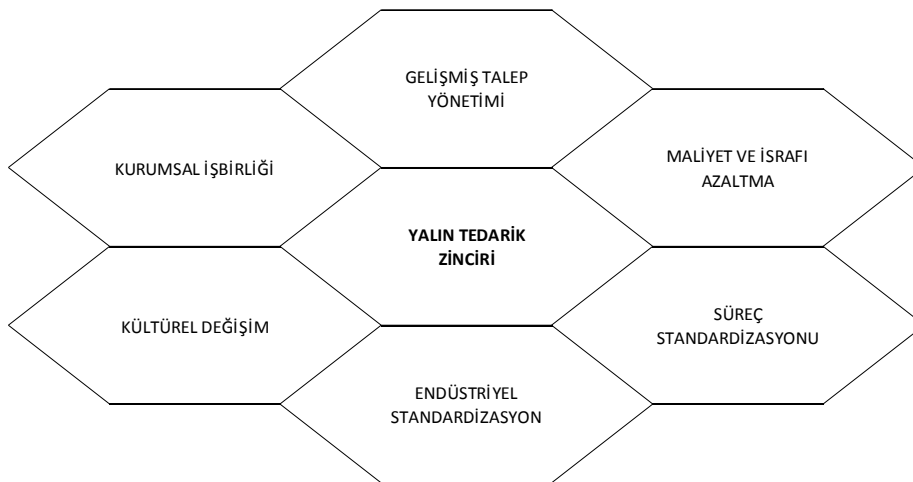 GELİŞMİŞ TALEP
YÖNETİMİ
KURUMSAL İŞBİRLİĞİ
MALİYET VE İSRAFI
AZALTMA
YALIN TEDARİK
ZİNCİRİ
KÜLTÜREL DEĞİŞİM
SÜREÇ
STANDARDİZASYONU
ENDÜSTRİYEL
STANDARDİZASYON